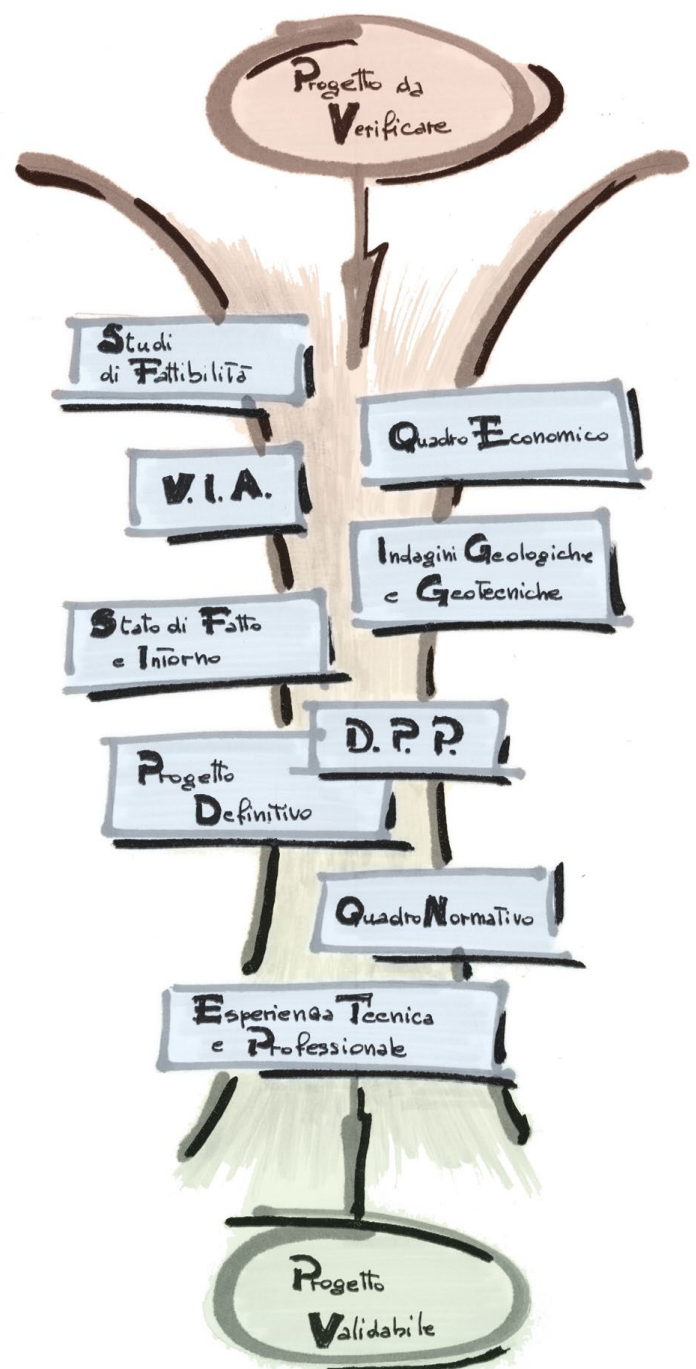 Progetto da
Verificare
Studi
di Fattibilità
Quadro Economico
V.I.A.
Indagini Geologiche
e Geotecniche
Stato di Fatto
e Intorno
D.P.P.
Progetto
Definitivo
Quadro Normativo
Esperienza Tecnica
e Professionale
Progetto
Validabile